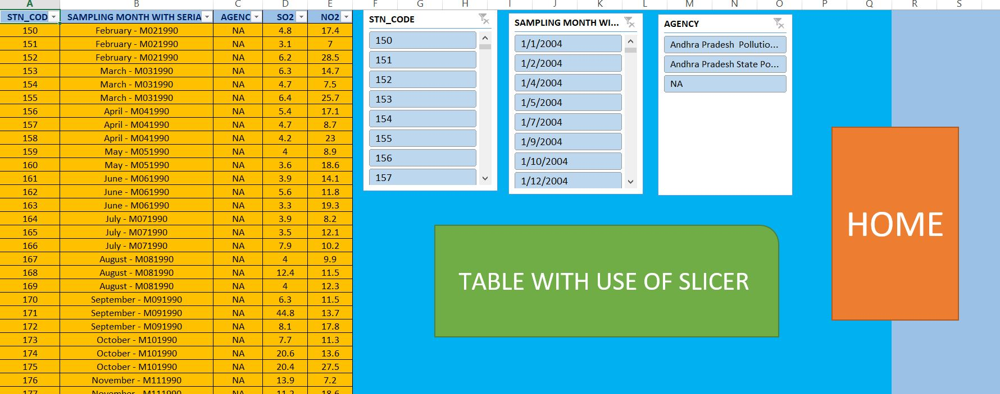 A B C D E F G H I J K L M N O P Q R S
STN_COD SAMPLING MONTH WITH SERIA AGENC SO2 NO2
150 February - M021990 NA 4.8 17.4
151 February - M021990 NA 3.1 7
152 February - M021990 NA 6.2 28.5
153 March - M031990 NA 6.3 14.7
154 March - M031990 NA 4.7 7.5
155 March - M031990 NA 6.4 25.7
156 April - M041990 NA 5.4 17.1
157 April - M041990 NA 4.7 8.7
158 April - M041990 NA 4.2 23
159 May - M051990 NA 4 8.9
160 May - M051990 NA 3.6 18.6
161 June - M061990 NA 3.9 14.1
162 June - M061990 NA 5.6 11.8
163 June - M061990 NA 3.3 19.3
164 July - M071990 NA 3.9 8.2
165 July - M071990 NA 3.5 12.1
166 July - M071990 NA 7.9 10.2
167 August - M081990 NA 4 9.9
168 August - M081990 NA 12.4 11.5
169 August - M081990 NA 4 12.3
170 September - M091990 NA 6.3 11.5
171 September - M091990 NA 44.8 13.7
172 September - M091990 NA 8.1 17.8
173 October - M101990 NA 7.7 11.3
174 October - M101990 NA 20.6 13.6
175 October - M101990 NA 20.4 27.5
176 November - M111990 NA 13.9 7.2
177 November - M111990 NA 11.2 18.6
STN_CODE
150
151
152
153
154
155
156
157
SAMPLING MONTH WI...
1/1/2004
1/2/2004
1/4/2004
1/5/2004
1/7/2004
1/9/2004
1/10/2004
1/12/2004
AGENCY
Andhra Pradesh  Pollutio...
Andhra Pradesh State Po...
NA
TABLE WITH USE OF SLICER
HOME